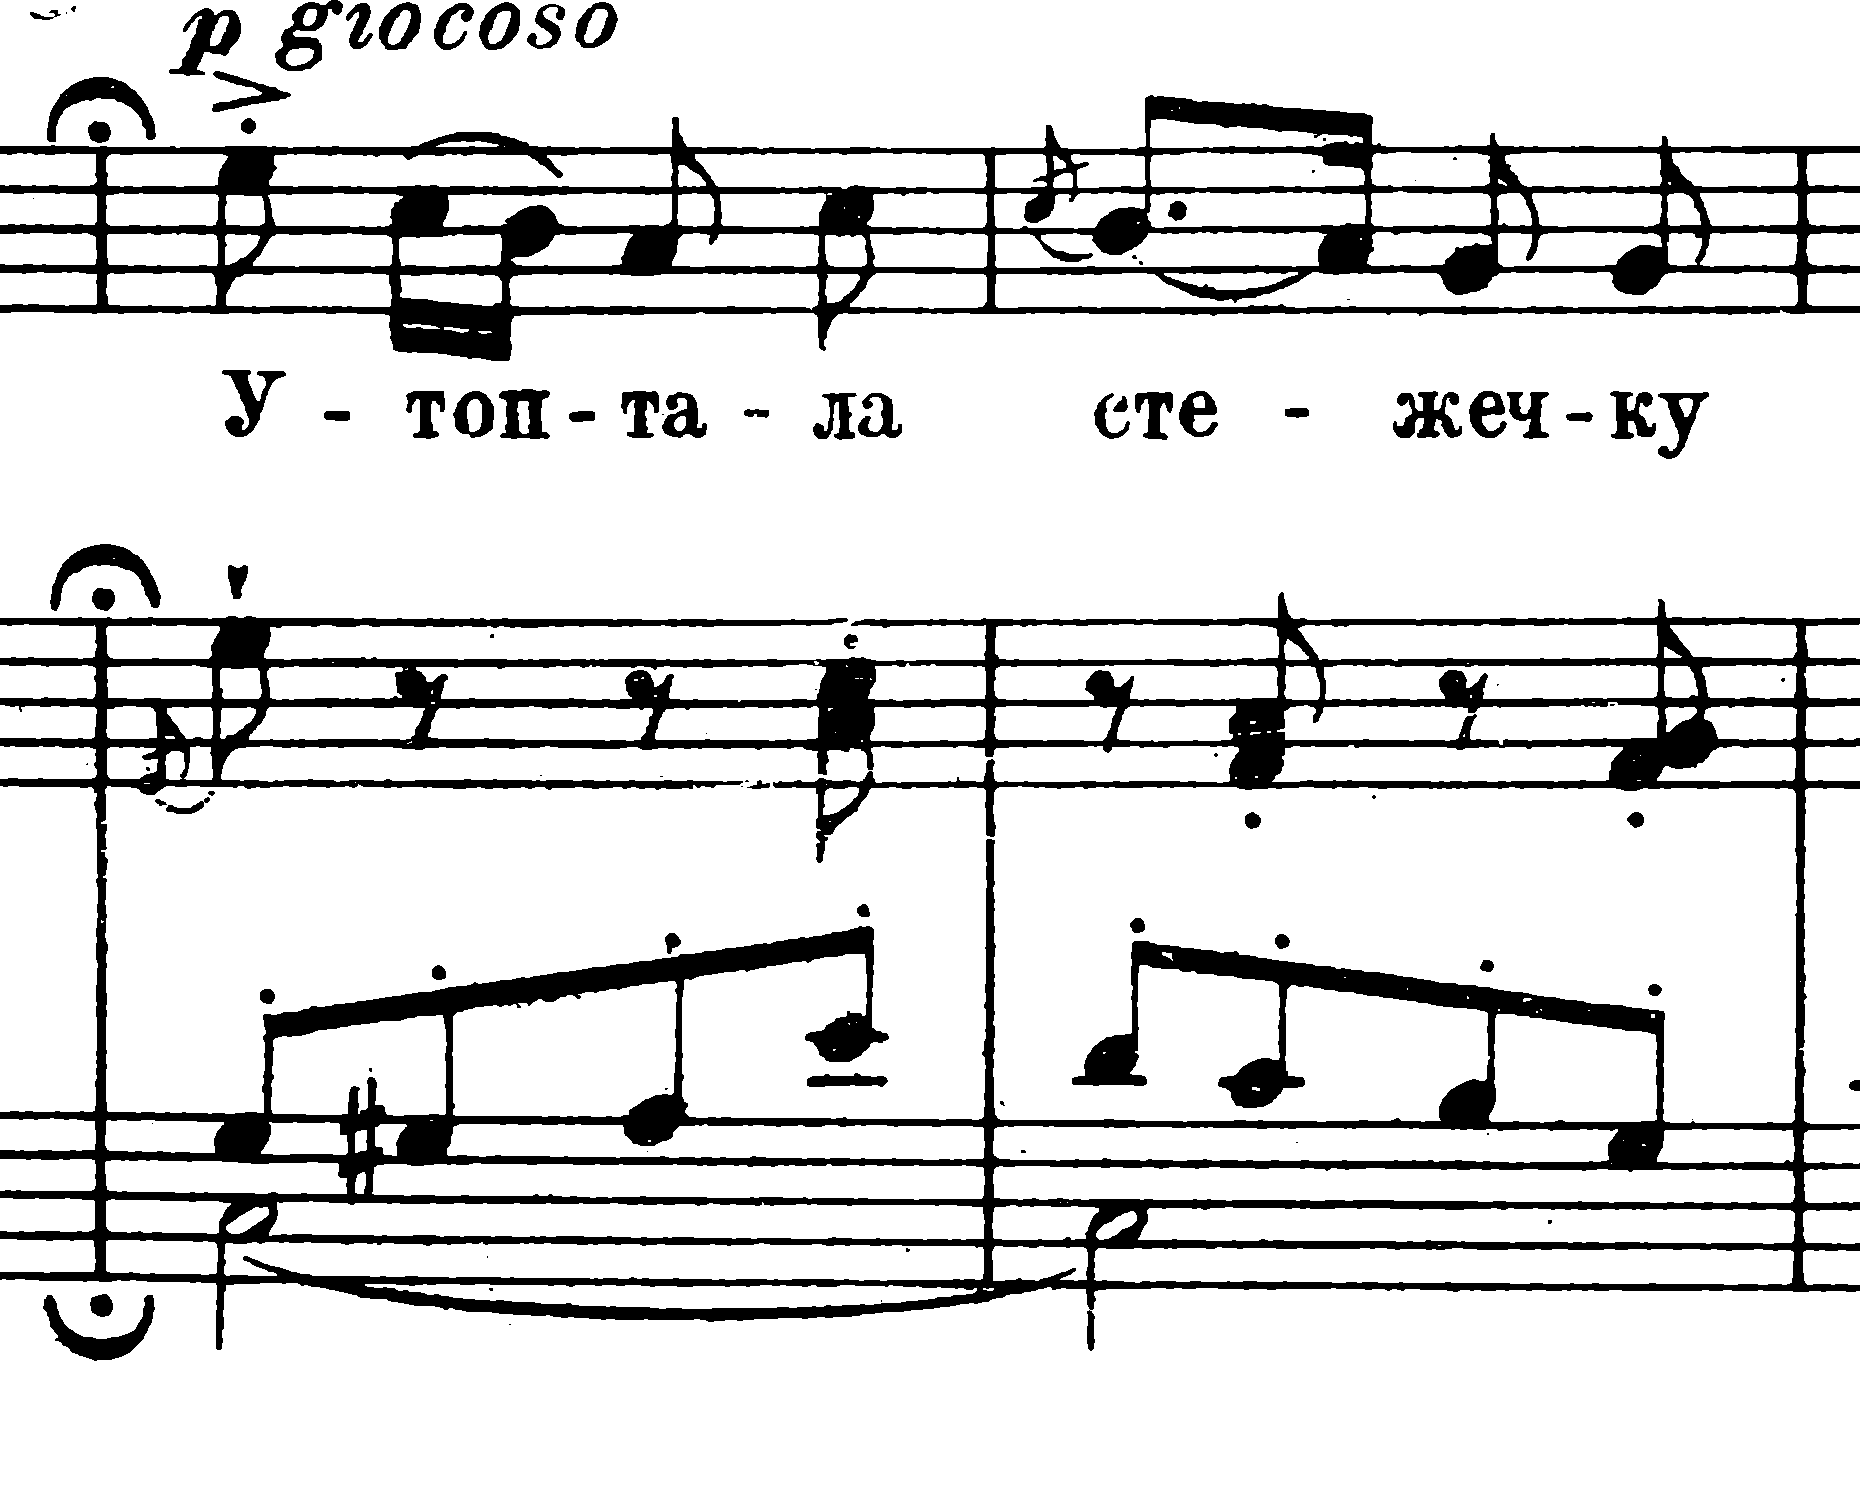 p giocoso
У - топ - та - ла сте - жеч - ку